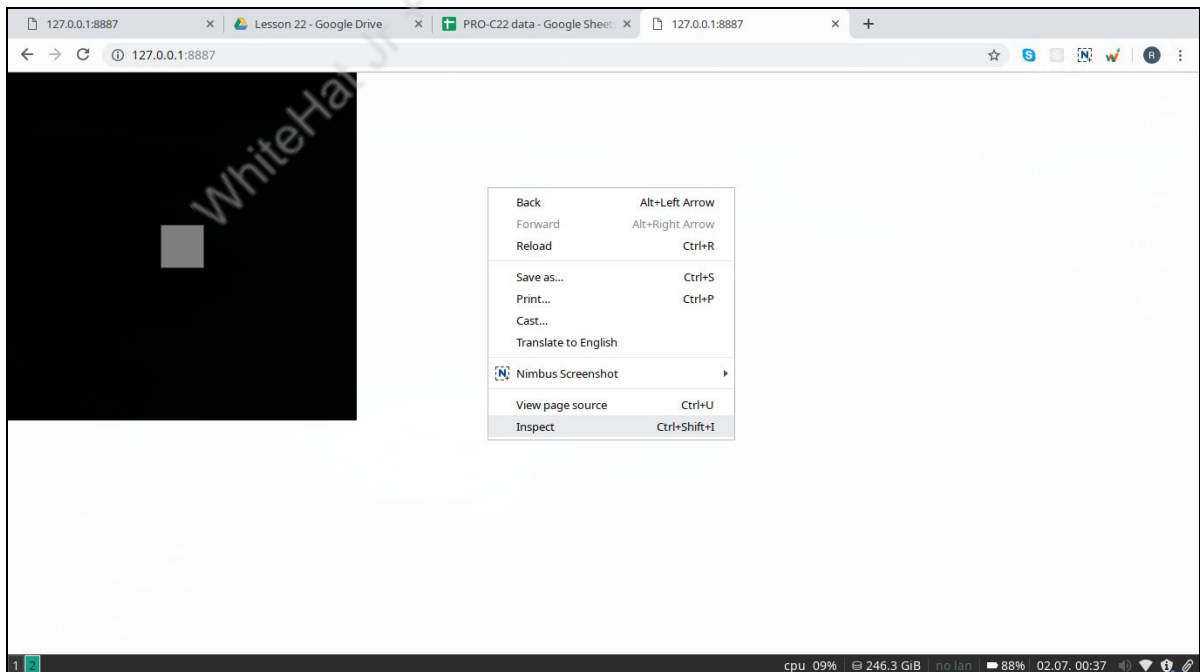 127.0.0.1:8887
Lesson 22 - Google Drive
PRO-C22 data - Google Sheet
127.0.0.1:8887
127.0.0.1:8887
WhiteHat Jr
Back Alt+Left Arrow
Forward Alt+Right Arrow
Reload Ctrl+R
Save as... Ctrl+S
Print... Ctrl+P
Cast...
Translate to English
Nimbus Screenshot
View page source Ctrl+U
Inspect Ctrl+Shift+I
1 2 cpu 09% 246.3 GiB no lan 88% 02.07. 00:37